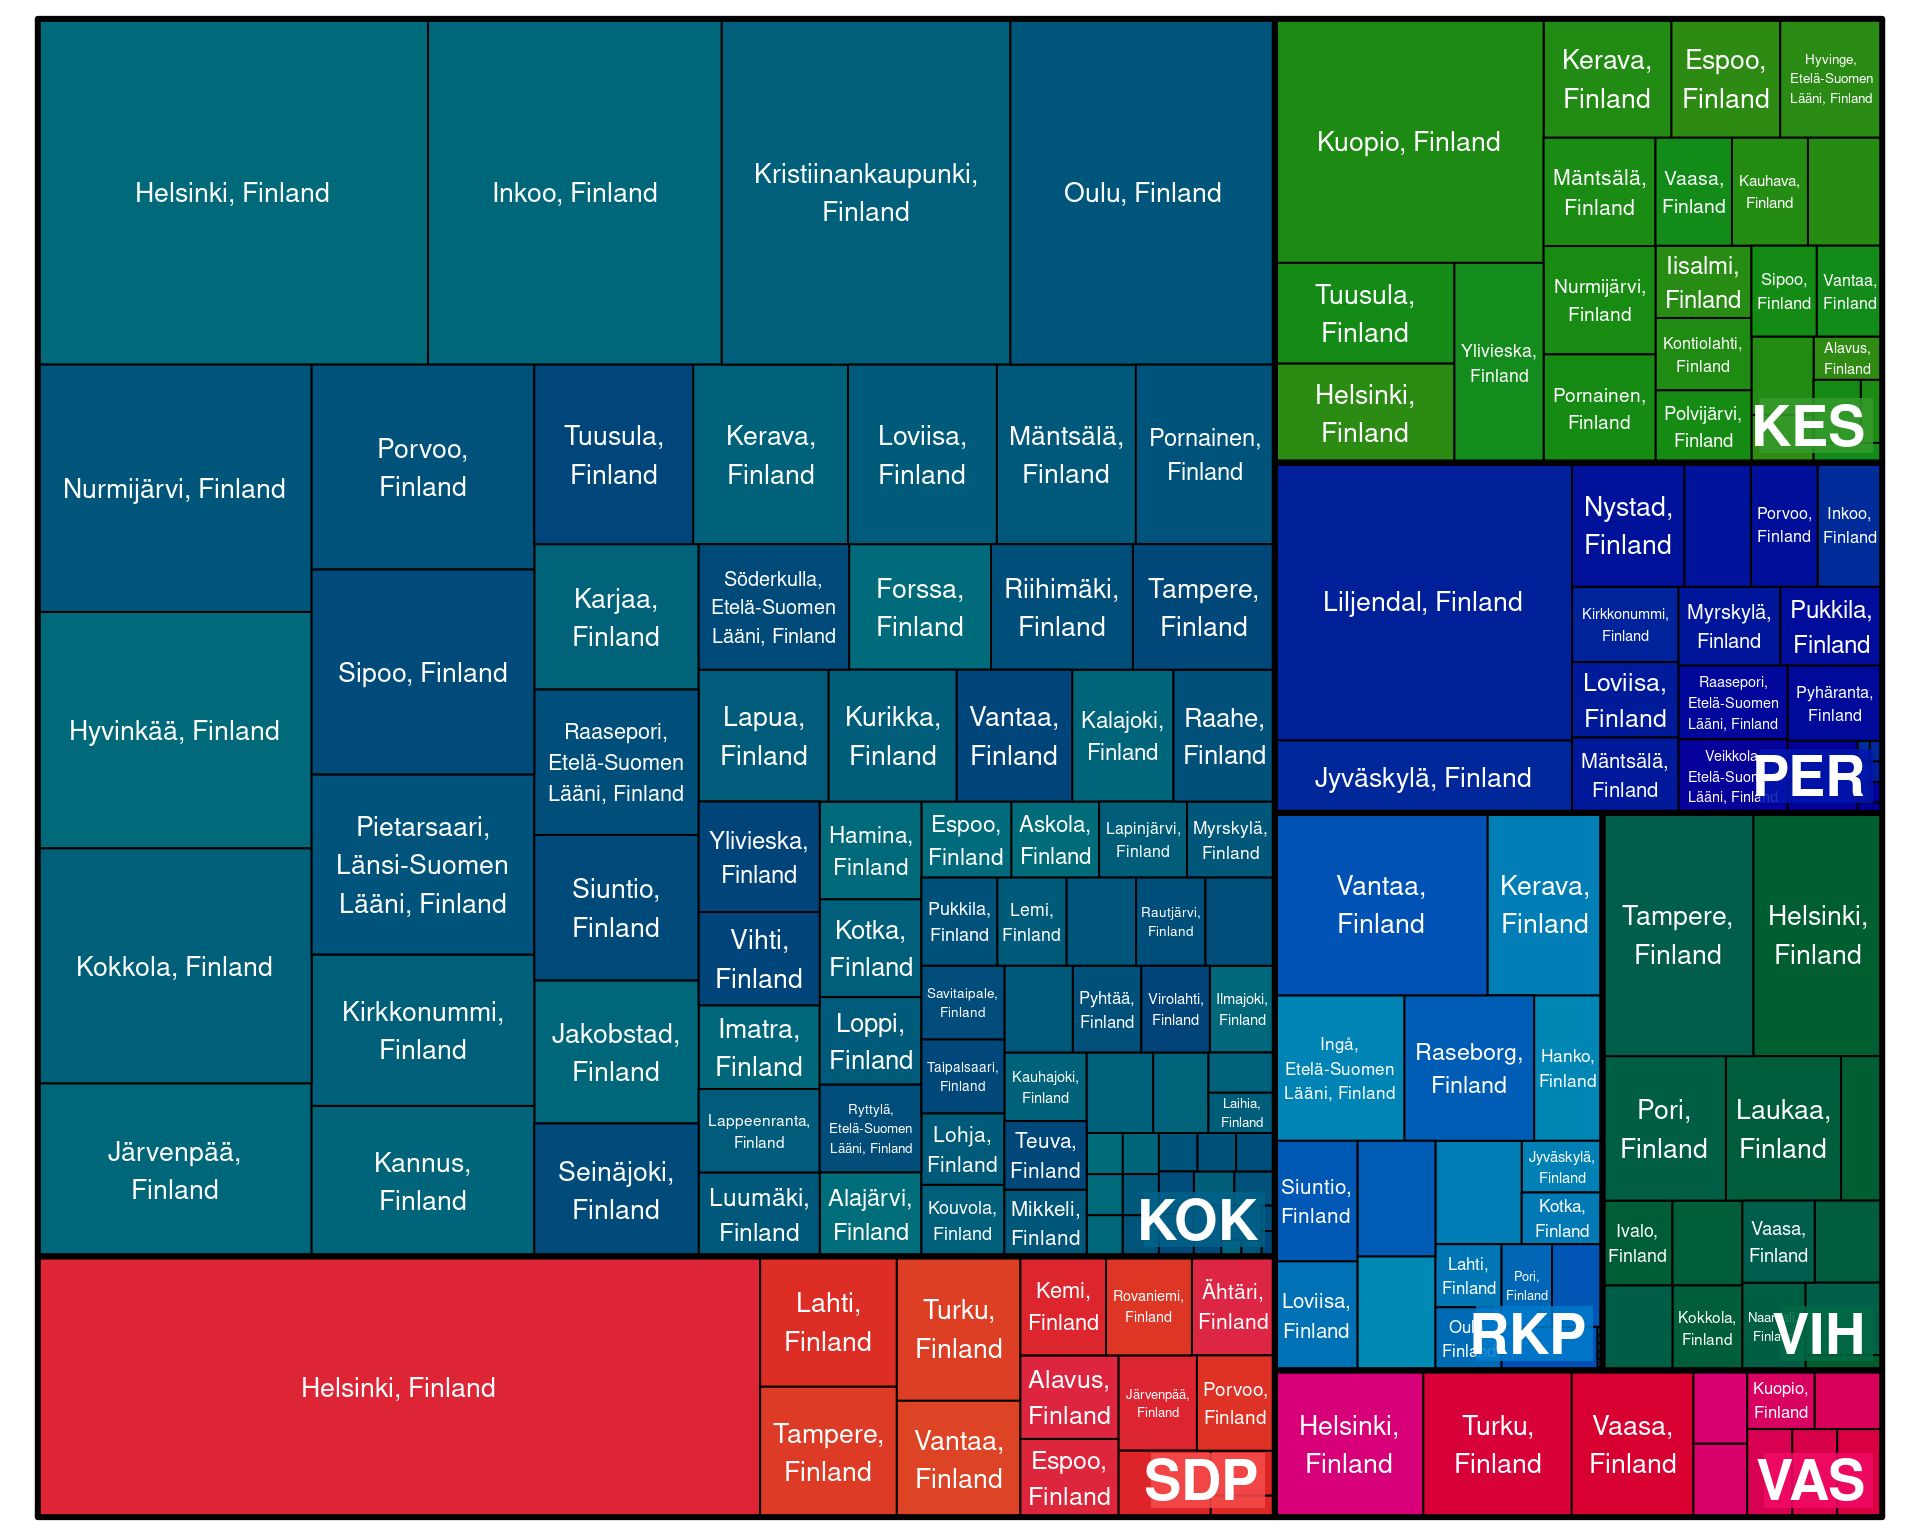 Helsinki, Finland
Inkoo, Finland
Kristiinankaupunki,
Finland
Oulu, Finland
Nurmijärvi, Finland
Hyvinkää, Finland
Kokkola, Finland
Järvenpää,
Finland
Porvoo,
Finland
Sipoo, Finland
Pietarsaari,
Länsi-Suomen
Lääni, Finland
Kirkkonummi,
Finland
Kannus,
Finland
Tuusula,
Finland
Kerava,
Finland
Loviisa,
Finland
Mäntsälä,
Finland
Pornainen,
Finland
Karjaa,
Finland
Raasepori,
Etelä-Suomen
Lääni, Finland
Siuntio,
Finland
Jakobstad,
Finland
Seinäjoki,
Finland
Söderkulla,
Etelä-Suomen
Lääni, Finland
Forssa,
Finland
Riihimäki,
Finland
Tampere,
Finland
Lapua,
Finland
Kurikka,
Finland
Vantaa,
Finland
Kalajoki,
Finland
Raahe,
Finland
Ylivieska,
Finland
Vihti,
Finland
Imatra,
Finland
Lappeenranta,
Finland
Luumäki,
Finland
Hamina,
Finland
Kotka,
Finland
Loppi,
Finland
Ryttylä,
Etelä-Suomen
Lääni, Finland
Alajärvi,
Finland
Espoo,
Finland
Askola,
Finland
Lapinjärvi,
Finland
Myrskylä,
Finland
Pukkila,
Finland
Lemi,
Finland
Rautjärvi,
Finland
Savitaipale,
Finland
Taipalsaari,
Finland
Lohja,
Finland
Kouvola,
Finland
Pyhtää,
Finland
Virolahti,
Finland
Ilmajoki,
Finland
Kauhajoki,
Finland
Teuva,
Finland
Mikkeli,
Finland
Laihia,
Finland
KOK
Helsinki, Finland
Lahti,
Finland
Tampere,
Finland
Turku,
Finland
Vantaa,
Finland
Kemi,
Finland
Rovaniemi,
Finland
Ähtäri,
Finland
Alavus,
Finland
Järvenpää,
Finland
Porvoo,
Finland
Espoo,
Finland
SDP
Kuopio, Finland
Tuusula,
Finland
Helsinki,
Finland
Ylivieska,
Finland
Kerava,
Finland
Espoo,
Finland
Hyvinge,
Etelä-Suomen
Lääni, Finland
Mäntsälä,
Finland
Vaasa,
Finland
Kauhava,
Finland
Nurmijärvi,
Finland
Pornainen,
Finland
Iisalmi,
Finland
Kontiolahti,
Finland
Polvijärvi,
Finland
Sipoo,
Finland
Vantaa,
Finland
Alavus,
Finland
KES
Liljendal, Finland
Jyväskylä, Finland
Nystad,
Finland
Porvoo,
Finland
Inkoo,
Finland
Kirkkonummi,
Finland
Myrskylä,
Finland
Pukkila,
Finland
Loviisa,
Finland
Raasepori,
Etelä-Suomen
Lääni, Finland
Pyhäranta,
Finland
Mäntsälä,
Finland
Veikkola,
Etelä-Suomen
Lääni, Finland
PER
Vantaa,
Finland
Kerava,
Finland
Ingå,
Etelä-Suomen
Lääni, Finland
Raseborg,
Finland
Hanko,
Finland
Siuntio,
Finland
Loviisa,
Finland
Jyväskylä,
Finland
Kotka,
Finland
Lahti,
Finland
Pori,
Finland
Oulu,
Finland
RKP
Tampere,
Finland
Helsinki,
Finland
Pori,
Finland
Laukaa,
Finland
Ivalo,
Finland
Vaasa,
Finland
Kokkola,
Finland
VIH
Helsinki,
Finland
Turku,
Finland
Vaasa,
Finland
Kuopio,
Finland
VAS